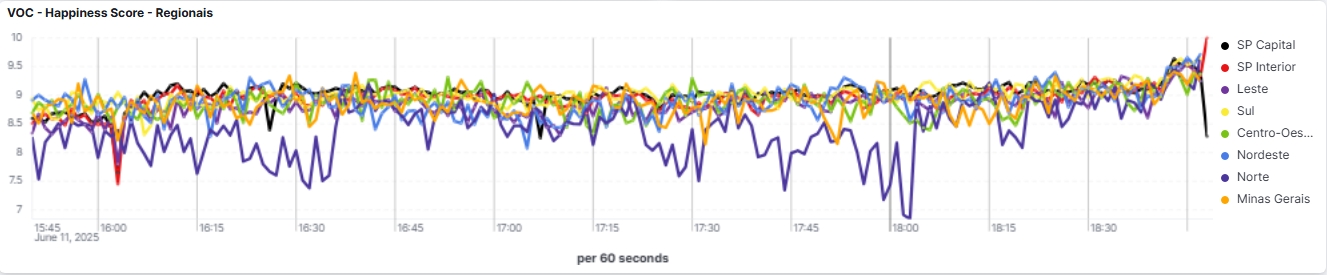 VOC - Happiness Score - Regionais
10
9.5
9
8.5
8
7.5
7
15:45 16:00 16:15 16:30 16:45 17:00 17:15 17:30 17:45 18:00 18:15 18:30
June 11, 2025
per 60 seconds
SP Capital
SP Interior
Leste
Sul
Centro-Oes...
Nordeste
Norte
Minas Gerais